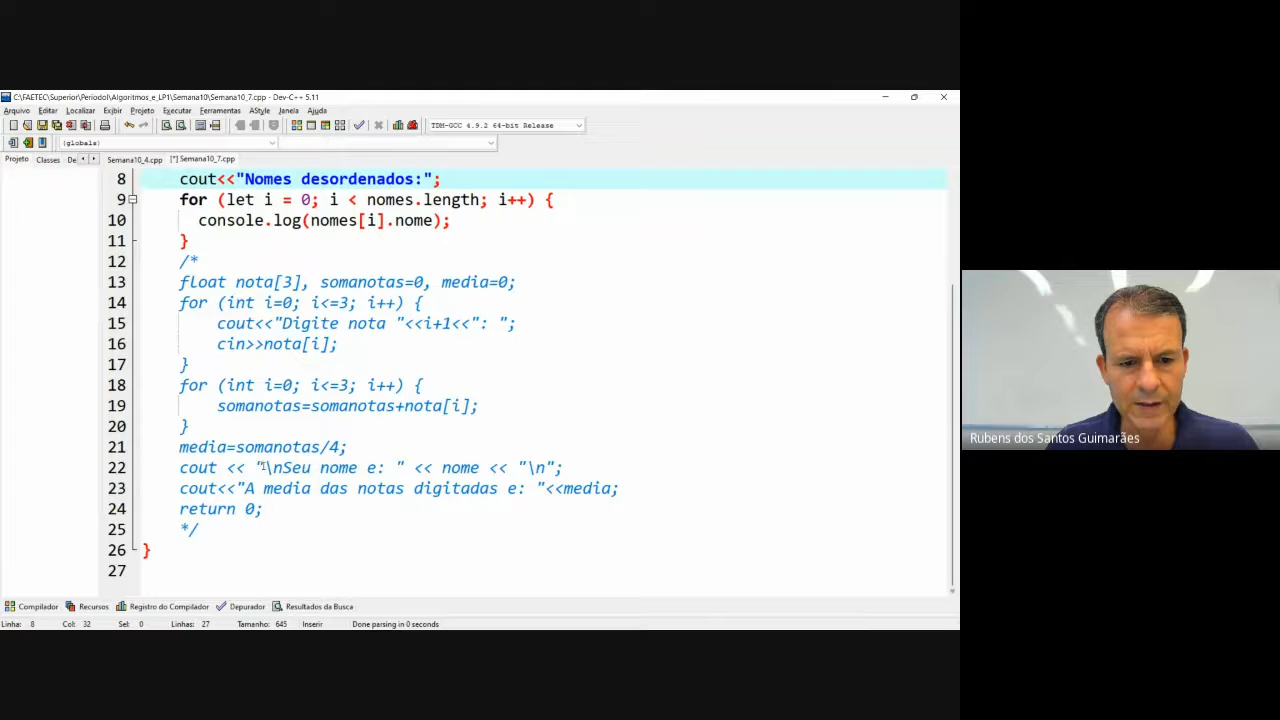 C:\FAETEC\Superior\PeriodoI\Algoritmos_e_LP1\Semana10\Semana10_7.cpp - Dev-C++ 5.11
Arquivo Editar Localizar Exibir Projeto Executar Ferramentas AStyle Janela Ajuda
TDM-GCC 4.9.2 64-bit Release
(globals)
Projeto Classes De Semana10_4.cpp [*] Semana10_7.cpp
8 cout<<"Nomes desordenados:";
9 for (let i = 0; i < nomes.length; i++) {
10 console.log(nomes[i].nome);
11 }
12 /*
13 float nota[3], somanotas=0, media=0;
14 for (int i=0; i<=3; i++) {
15 cout<<"Digite nota "<<i+1<<": ";
16 cin>>nota[i];
17 }
18 for (int i=0; i<=3; i++) {
19 somanotas=somanotas+nota[i];
20 }
21 media=somanotas/4;
22 cout << "\nSeu nome e: " << nome << "\n";
23 cout<<"A media das notas digitadas e: "<<media;
24 return 0;
25 */
26 }
27
Compilador Recursos Registro do Compilador Depurador Resultados da Busca
Linha: 8 Col: 32 Sel: 0 Linhas: 27 Tamanho: 645 Inserir Done parsing in 0 seconds
Rubens dos Santos Guimarães